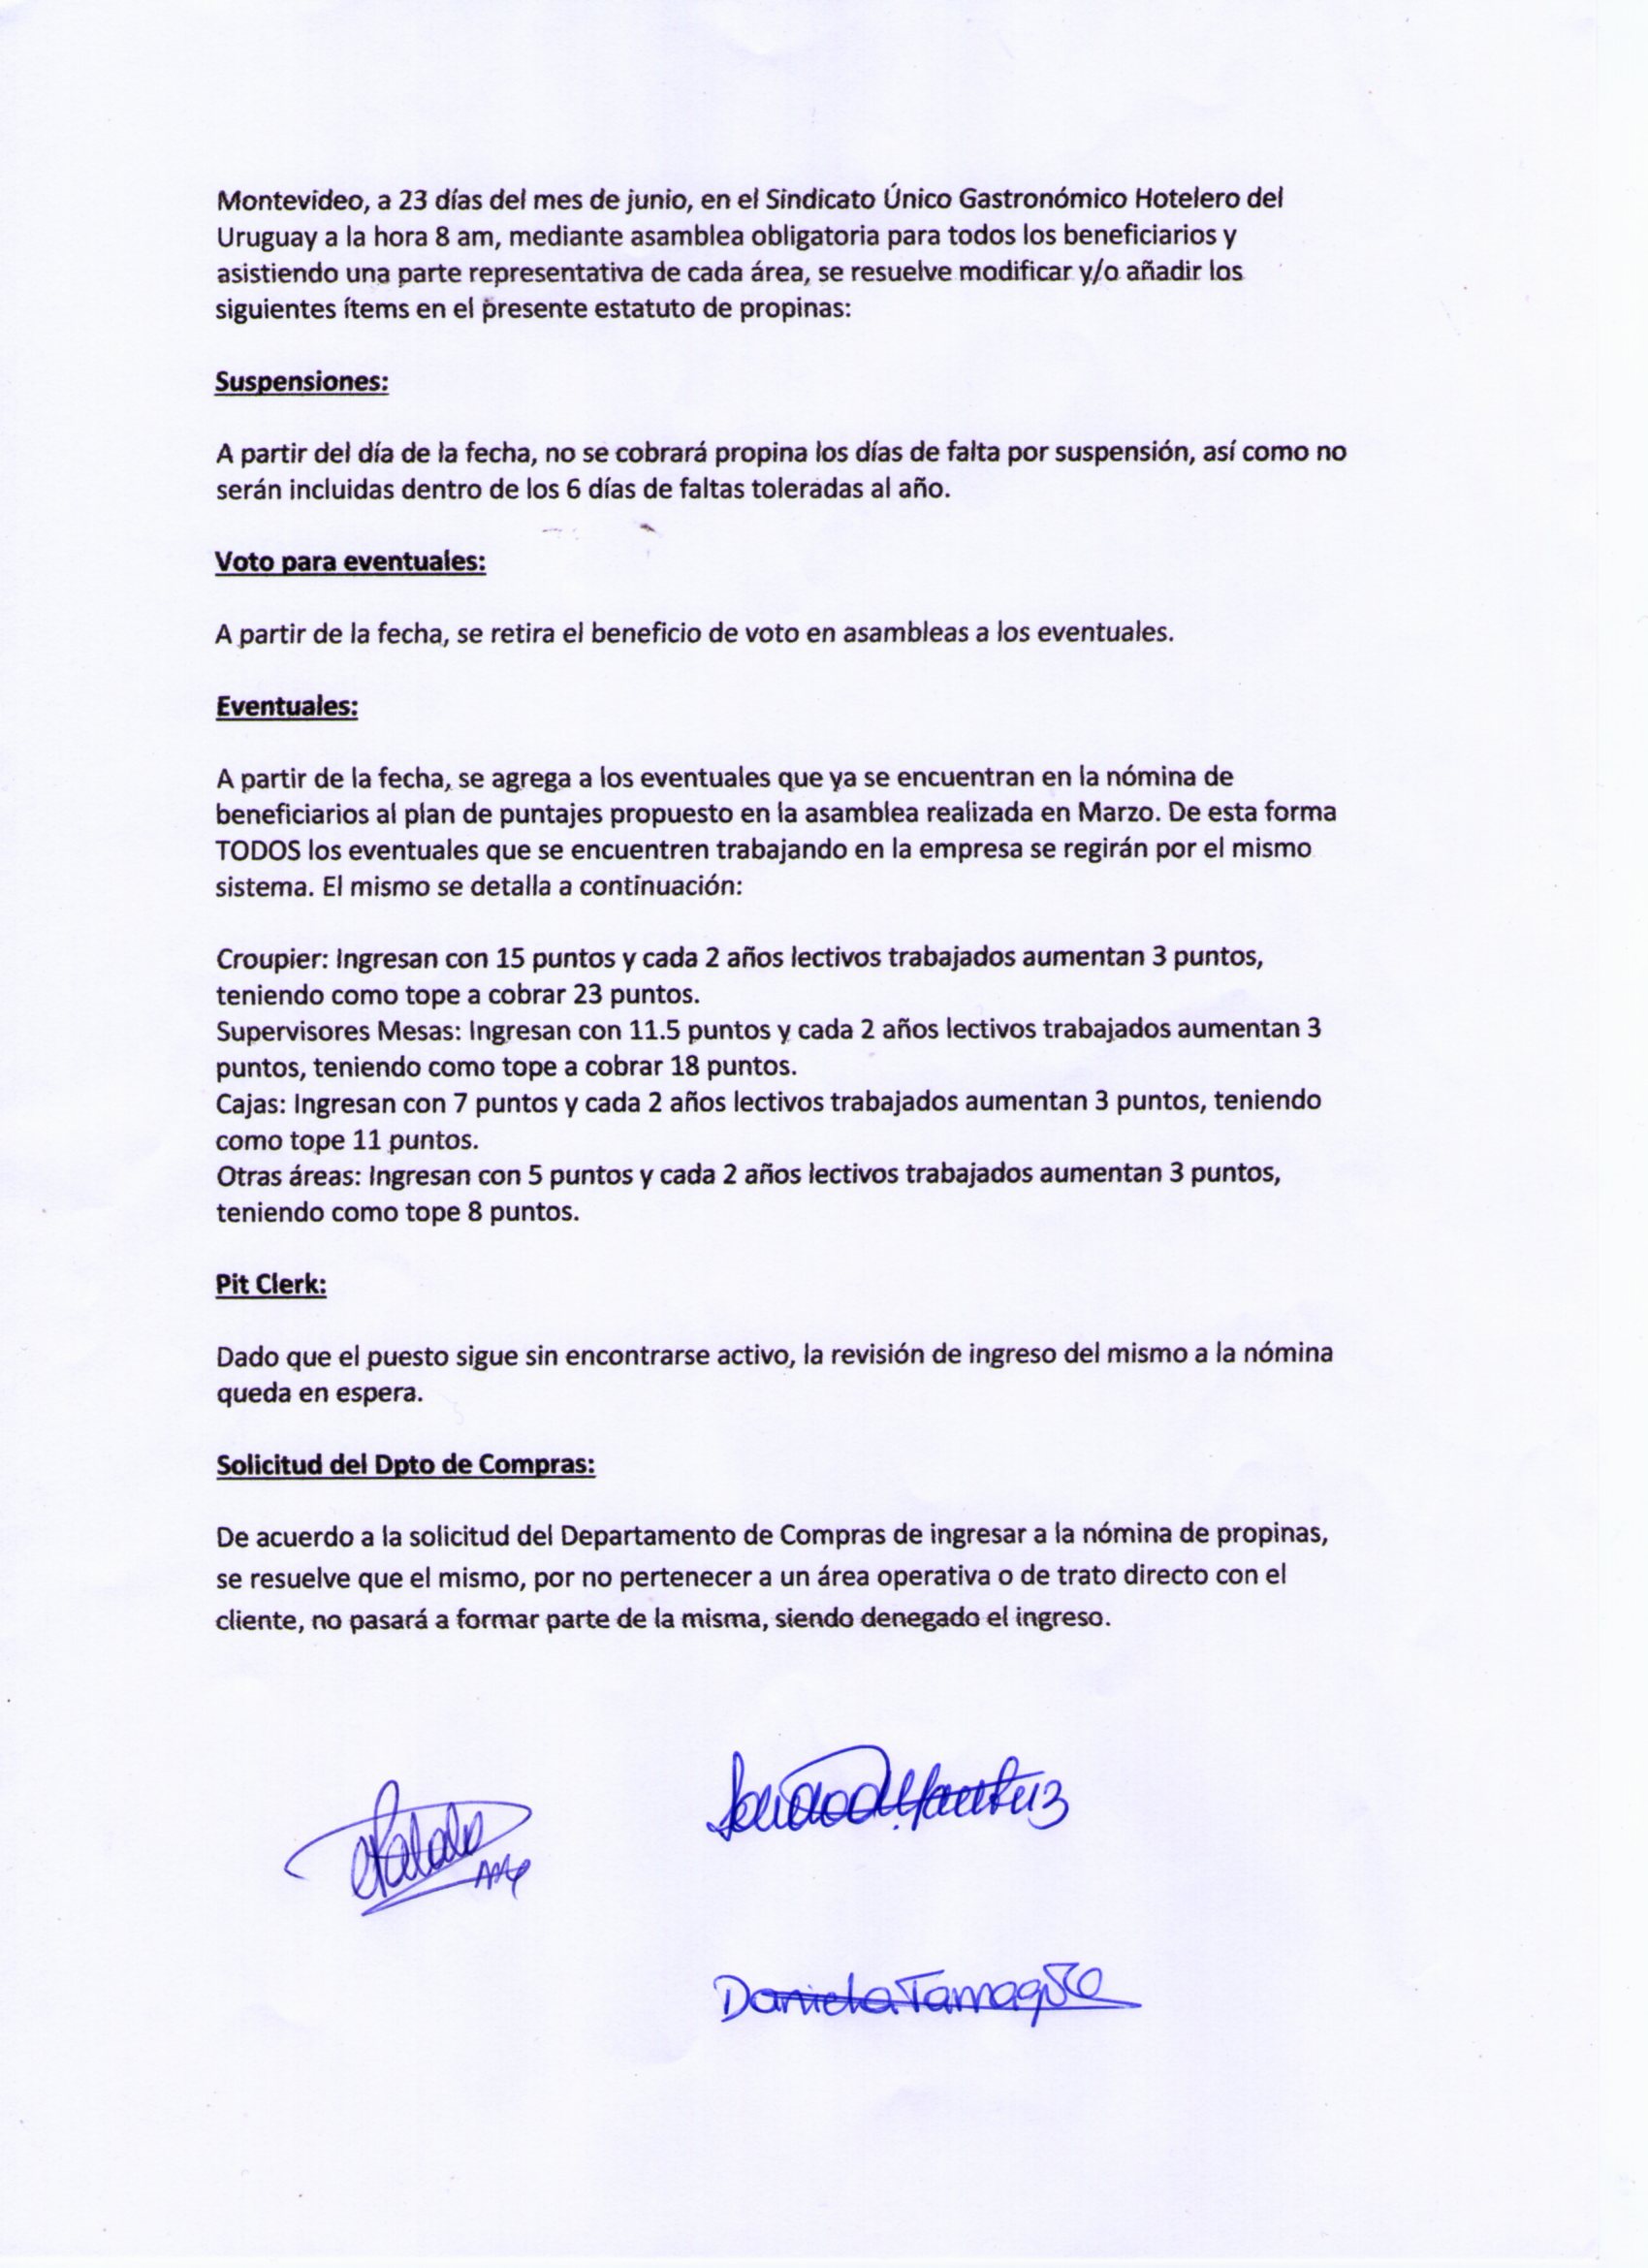 Montevideo, a 23 días del mes de junio, en el Sindicato Único Gastronómico Hotelero del
Uruguay a la hora 8 am, mediante asamblea obligatoria para todos los beneficiarios y
asistiendo una parte representativa de cada área, se resuelve modificar y/o añadir los
siguientes ítems en el presente estatuto de propinas:
Suspensiones:
A partir del día de la fecha, no se cobrará propina los días de falta por suspensión, así como no
serán incluidas dentro de los 6 días de faltas toleradas al año.
Voto para eventuales:
A partir de la fecha, se retira el beneficio de voto en asambleas a los eventuales.
Eventuales:
A partir de la fecha, se agrega a los eventuales que ya se encuentran en la nómina de
beneficiarios al plan de puntajes propuesto en la asamblea realizada en Marzo. De esta forma
TODOS los eventuales que se encuentren trabajando en la empresa se regirán por el mismo
sistema. El mismo se detalla a continuación:
Croupier: Ingresan con 15 puntos y cada 2 años lectivos trabajados aumentan 3 puntos,
teniendo como tope a cobrar 23 puntos.
Supervisores Mesas: Ingresan con 11.5 puntos y cada 2 años lectivos trabajados aumentan 3
puntos, teniendo como tope a cobrar 18 puntos.
Cajas: Ingresan con 7 puntos y cada 2 años lectivos trabajados aumentan 3 puntos, teniendo
como tope 11 puntos.
Otras áreas: Ingresan con 5 puntos y cada 2 años lectivos trabajados aumentan 3 puntos,
teniendo como tope 8 puntos.
Pit Clerk:
Dado que el puesto sigue sin encontrarse activo, la revisión de ingreso del mismo a la nómina
queda en espera.
Solicitud del Dpto de Compras:
De acuerdo a la solicitud del Departamento de Compras de ingresar a la nómina de propinas,
se resuelve que el mismo, por no pertenecer a un área operativa o de trato directo con el
cliente, no pasará a formar parte de la misma, siendo denegado el ingreso.
Daniela